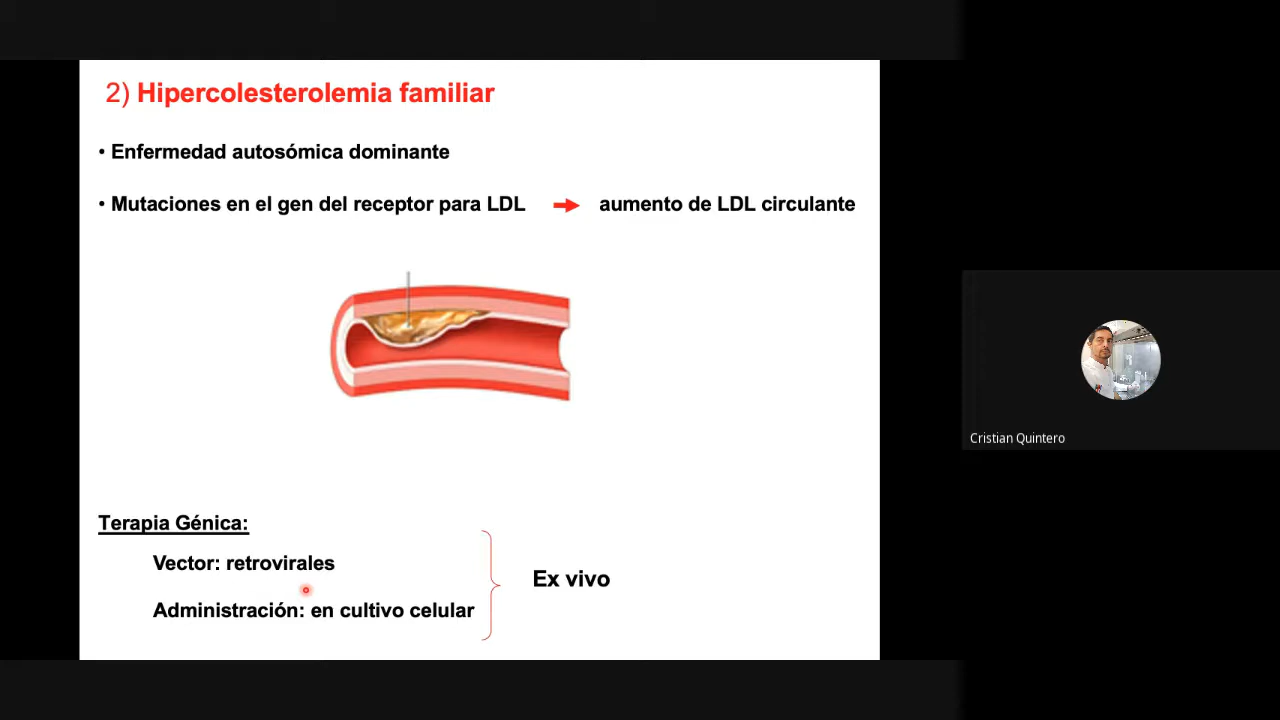 2) Hipercolesterolemia familiar
• Enfermedad autosómica dominante
• Mutaciones en el gen del receptor para LDL aumento de LDL circulante
Terapia Génica:
Vector: retrovirales
Administración: en cultivo celular
Ex vivo
Cristian Quintero